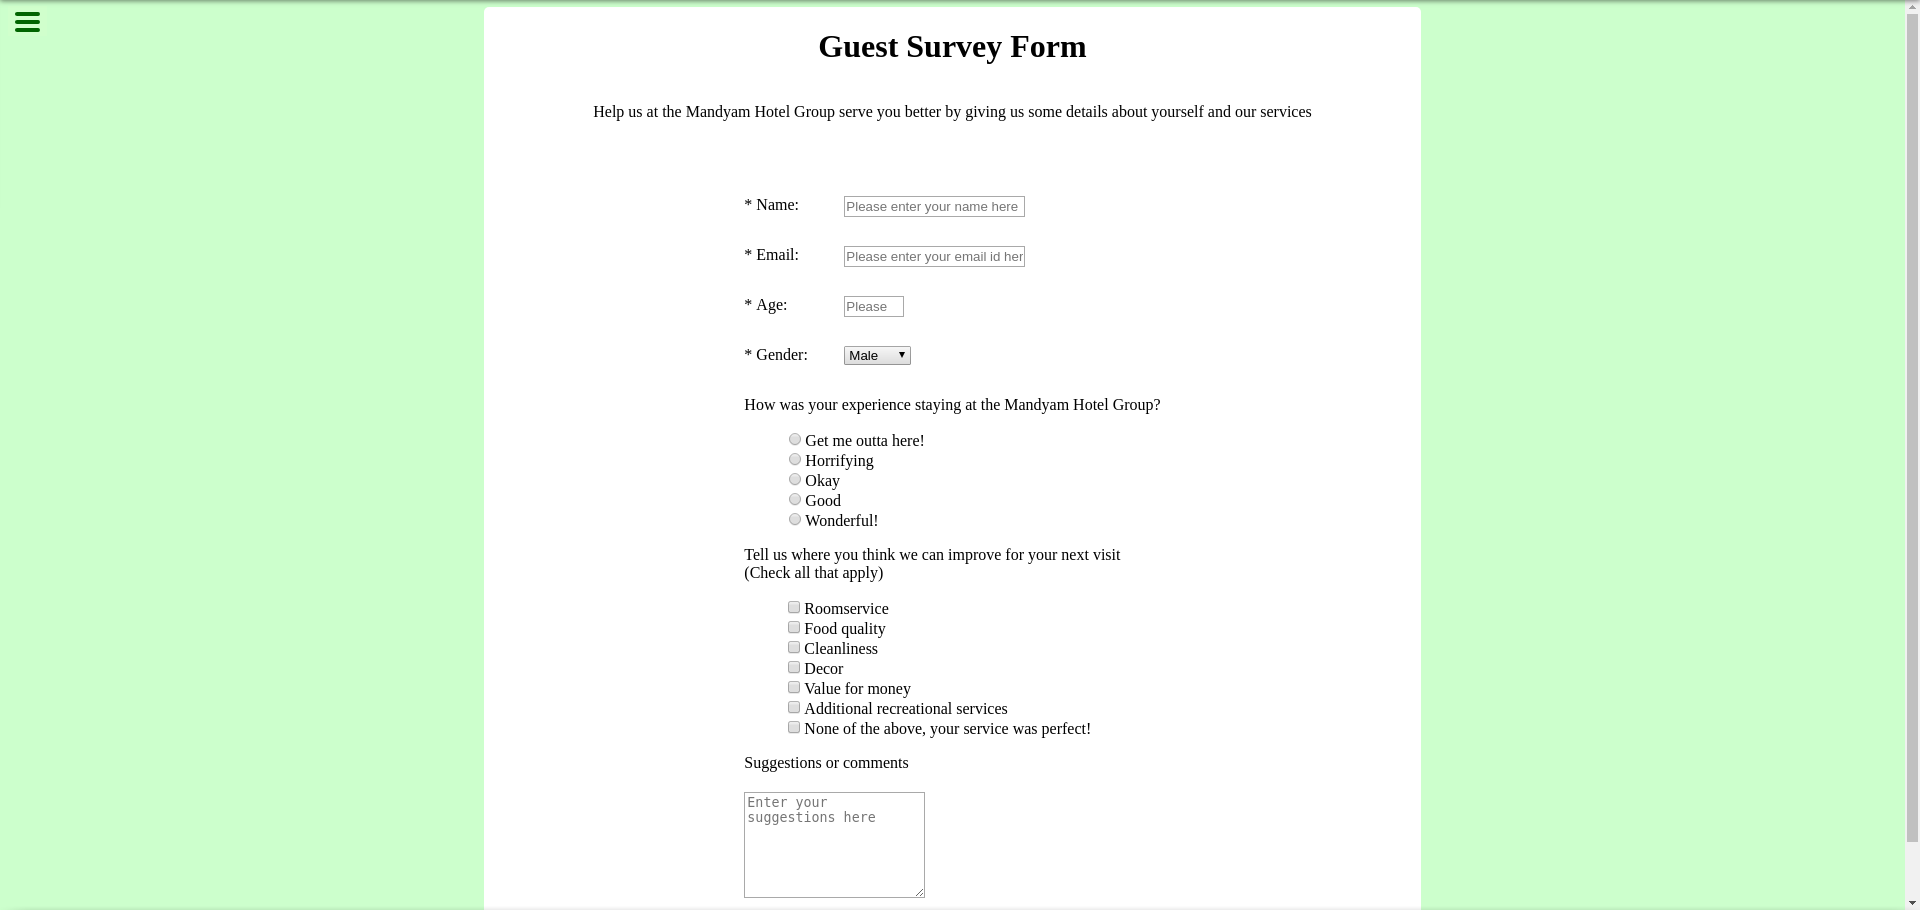 Guest Survey Form
Help us at the Mandyam Hotel Group serve you better by giving us some details about yourself and our services
* Name: Please enter your name here
* Email: Please enter your email id her
* Age: Please
* Gender: Male
How was your experience staying at the Mandyam Hotel Group?
Get me outta here!
Horrifying
Okay
Good
Wonderful!
Tell us where you think we can improve for your next visit
(Check all that apply)
Roomservice
Food quality
Cleanliness
Decor
Value for money
Additional recreational services
None of the above, your service was perfect!
Suggestions or comments
Enter your
suggestions here